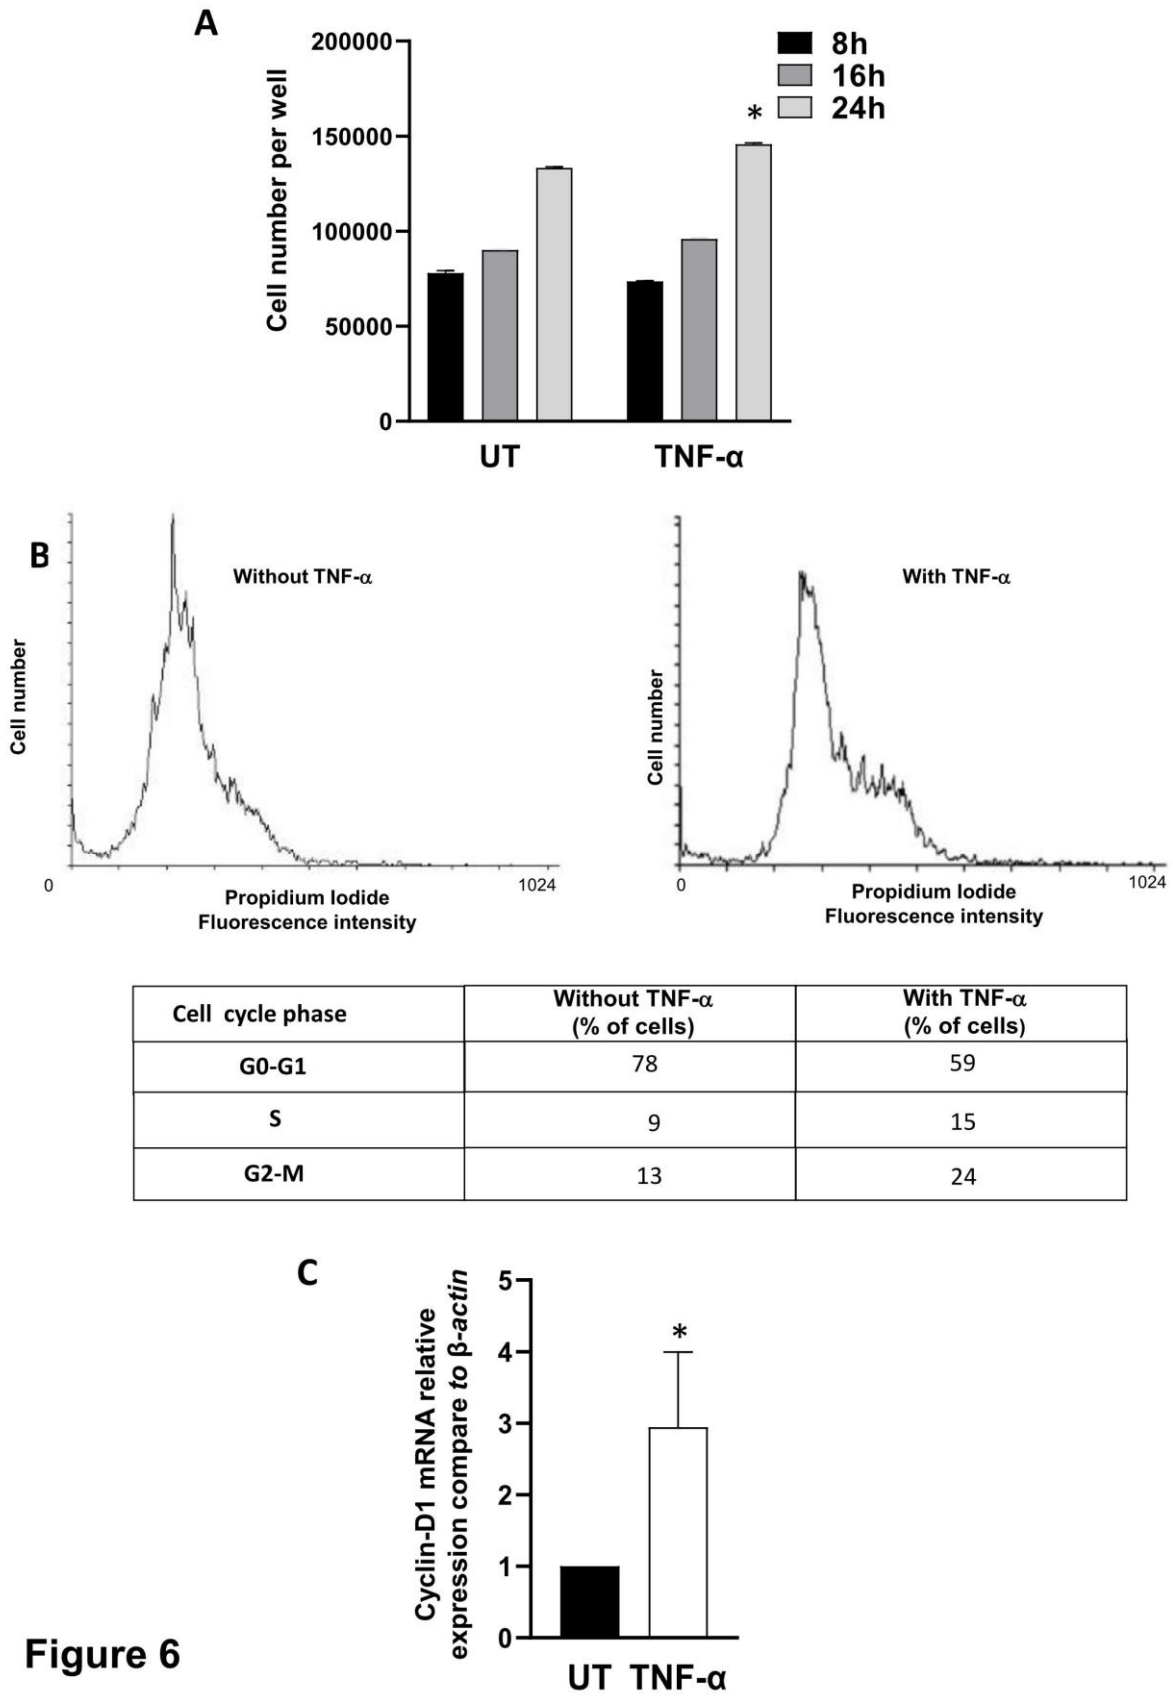 A
200000
150000
100000
50000
0
Cell number per well
8h
16h
24h
*
UT
TNF-α
B
Without TNF-α
Cell number
0
1024
Propidium Iodide
Fluorescence intensity
With TNF-α
Cell number
0
1024
Propidium Iodide
Fluorescence intensity
Cell cycle phase
Without TNF-α
(% of cells)
With TNF-α
(% of cells)
G0-G1 78 59
S 9 15
G2-M 13 24
C
Cyclin-D1 mRNA relative
expression compare to β-actin
5
4
3
2
1
0
*
UT TNF-α
Figure 6